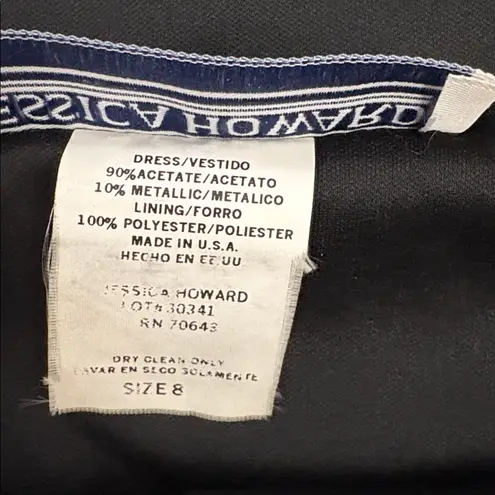 JESSICA HOWARD
DRESS/VESTIDO
90%ACETATE/ACETATO
10% METALLIC/METALICO
LINING/FORRO
100% POLYESTER/POLIESTER
MADE IN U.S.A.
HECHO EN EE UU
JESSICA HOWARD
LOT# 30341
RN 70643
DRY CLEAN ONLY
LAVAR EN SECO SOLAMENTE
SIZE 8